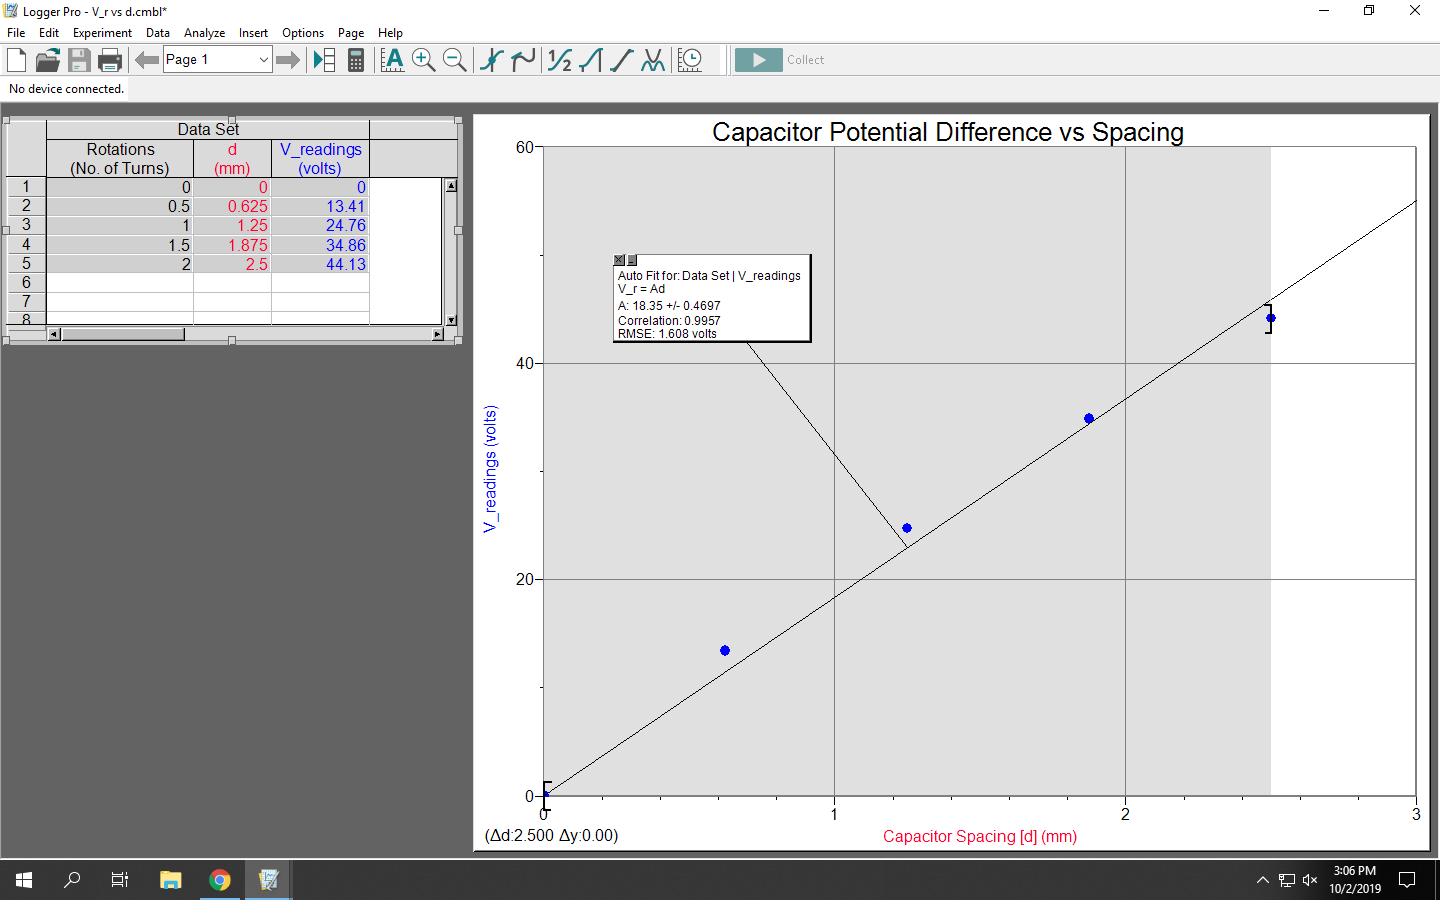 Logger Pro - V_r vs d.cmbl*
File Edit Experiment Data Analyze Insert Options Page Help
Page 1
Collect
No device connected.
Data Set
Rotations d V_readings
(No. of Turns) (mm) (volts)
1 0 0 0
2 0.5 0.625 13.41
3 1 1.25 24.76
4 1.5 1.875 34.86
5 2 2.5 44.13
6
7
8
Capacitor Potential Difference vs Spacing
60
Auto Fit for: Data Set | V_readings
V_r = Ad
A: 18.35 +/- 0.4697
Correlation: 0.9957
RMSE: 1.608 volts
40
V_readings (volts)
20
0
0 1 2 3
(Δd:2.500 Δy:0.00)
Capacitor Spacing [d] (mm)
3:06 PM
10/2/2019